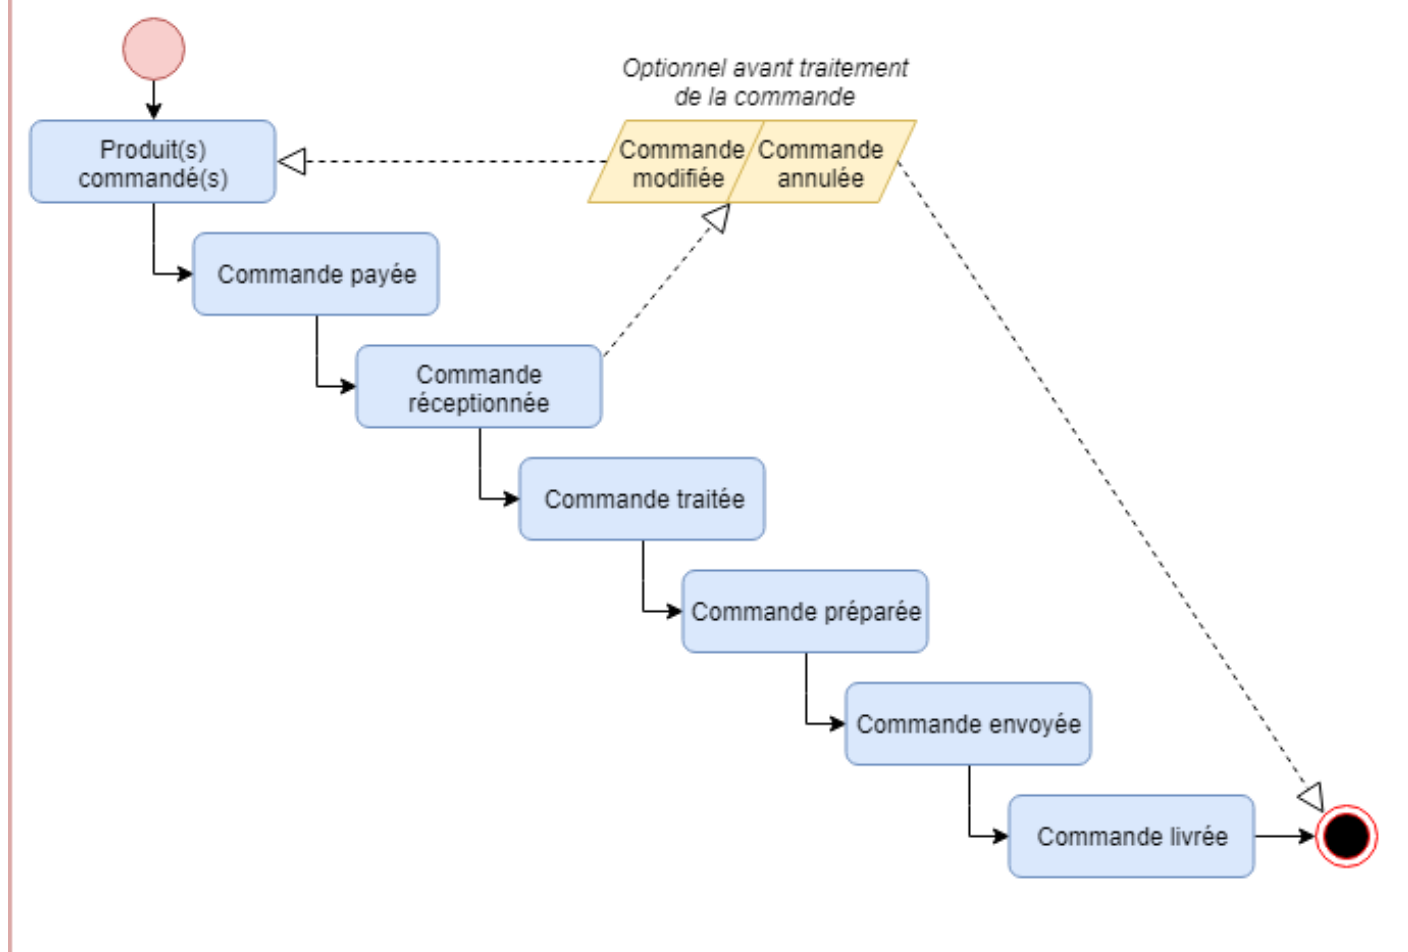 Optionnel avant traitement
de la commande
Produit(s)
commandé(s)
Commande
modifiée
Commande
annulée
Commande payée
Commande
réceptionnée
Commande traitée
Commande préparée
Commande envoyée
Commande livrée